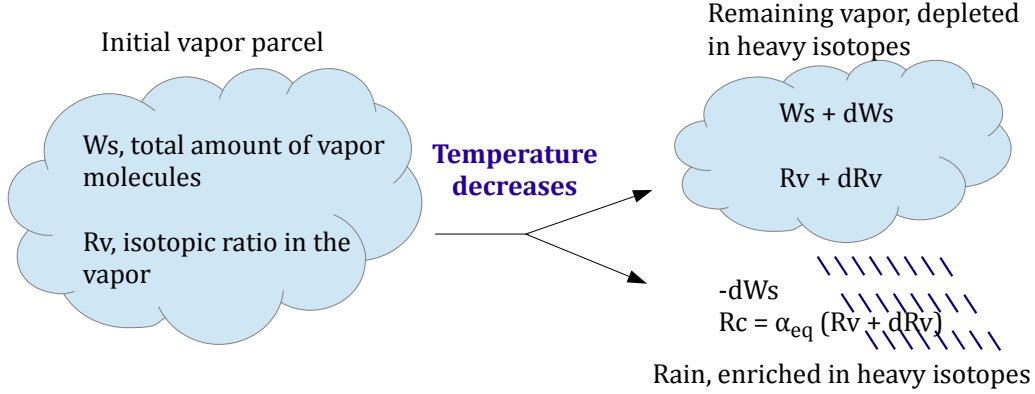 Initial vapor parcel
Ws, total amount of vapor
molecules
Rv, isotopic ratio in the
vapor
Temperature
decreases
Remaining vapor, depleted
in heavy isotopes
Ws + dWs
Rv + dRv
-dWs
Rc = αeq (Rv + dRv)
Rain, enriched in heavy isotopes